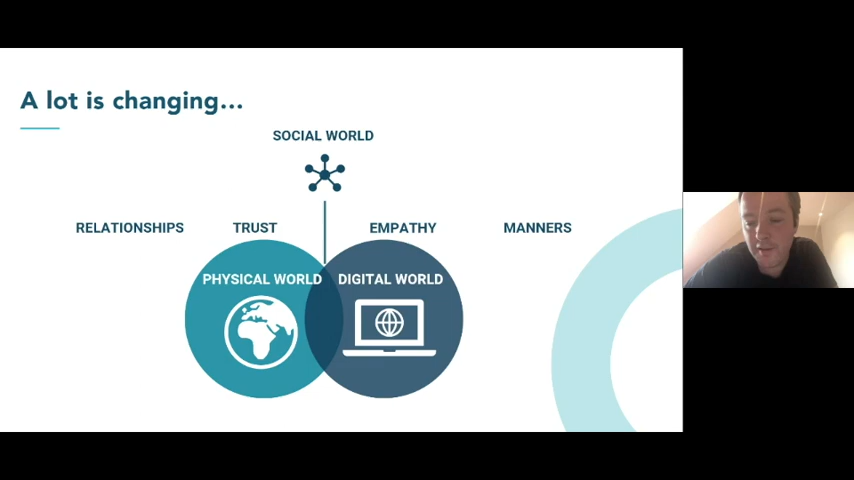 A lot is changing...
SOCIAL WORLD
RELATIONSHIPS TRUST EMPATHY MANNERS
PHYSICAL WORLD DIGITAL WORLD